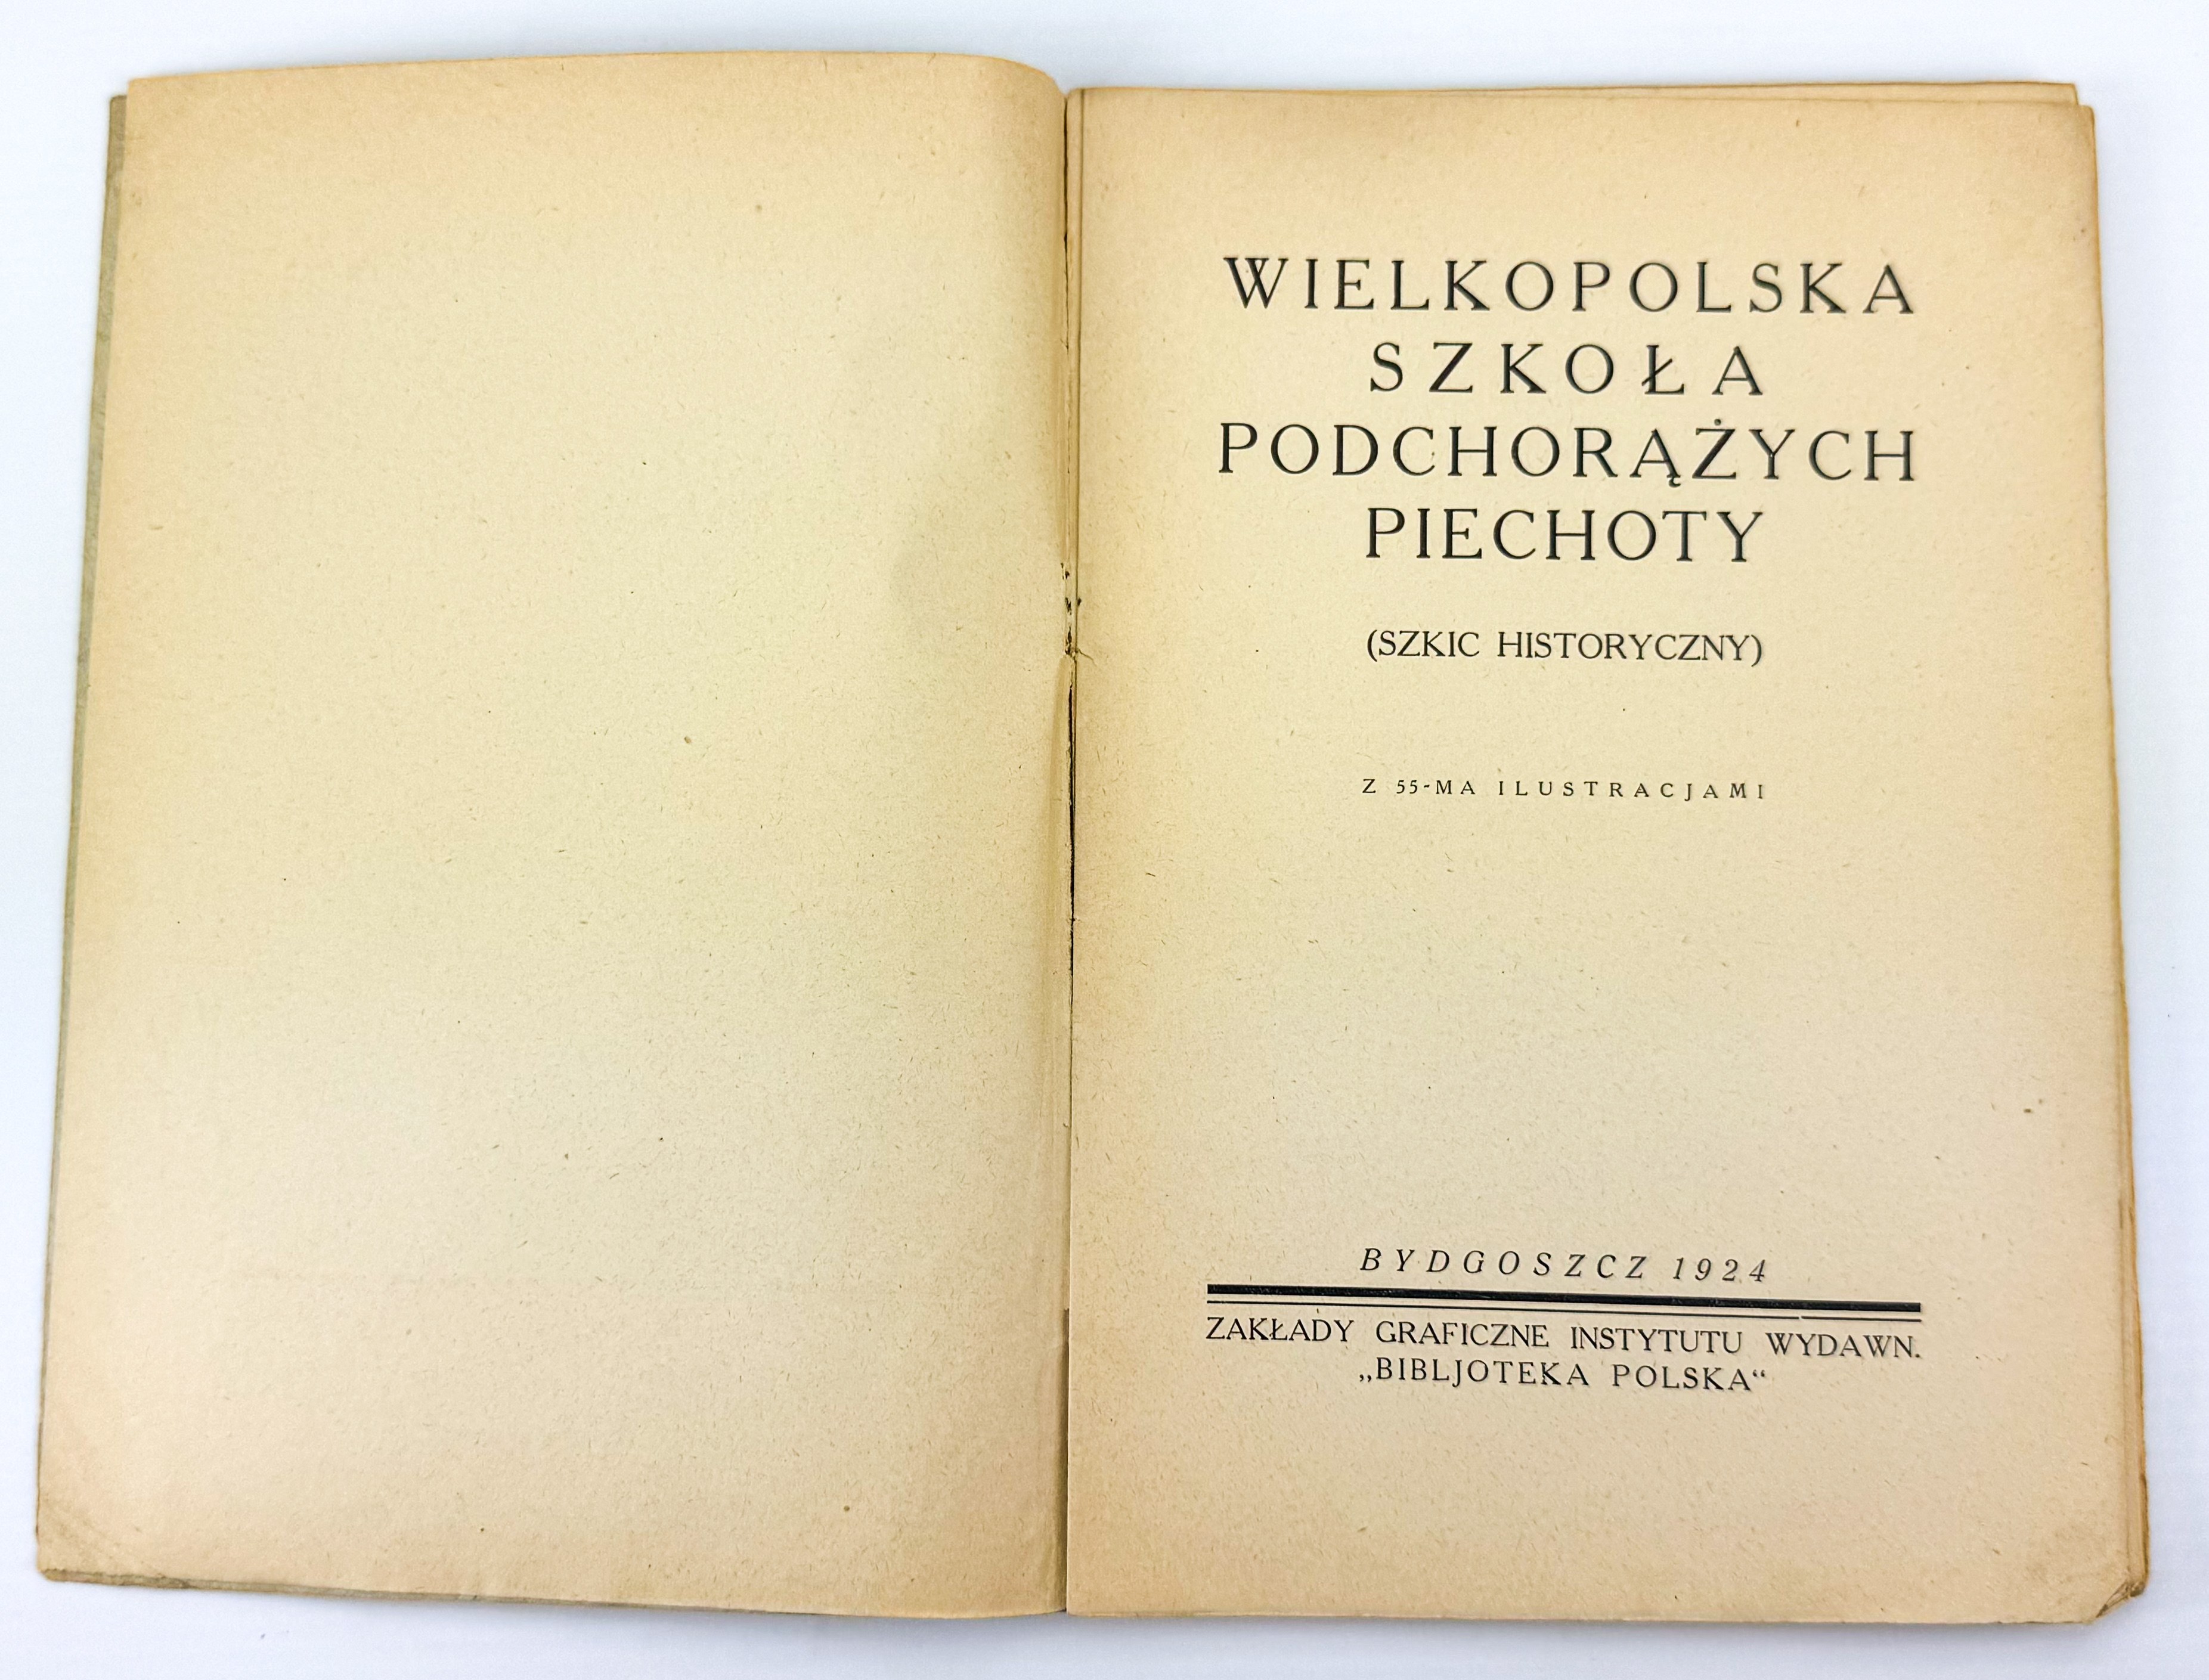 WIELKOPOLSKA
SZKOŁA
PODCHORĄŻYCH
PIECHOTY
(SZKIC HISTORYCZNY)
Z 55-MA ILUSTRACJAMI
BYDGOSZCZ 1924
ZAKŁADY GRAFICZNE INSTYTUTU WYDAWN.
„BIBLJOTEKA POLSKA“